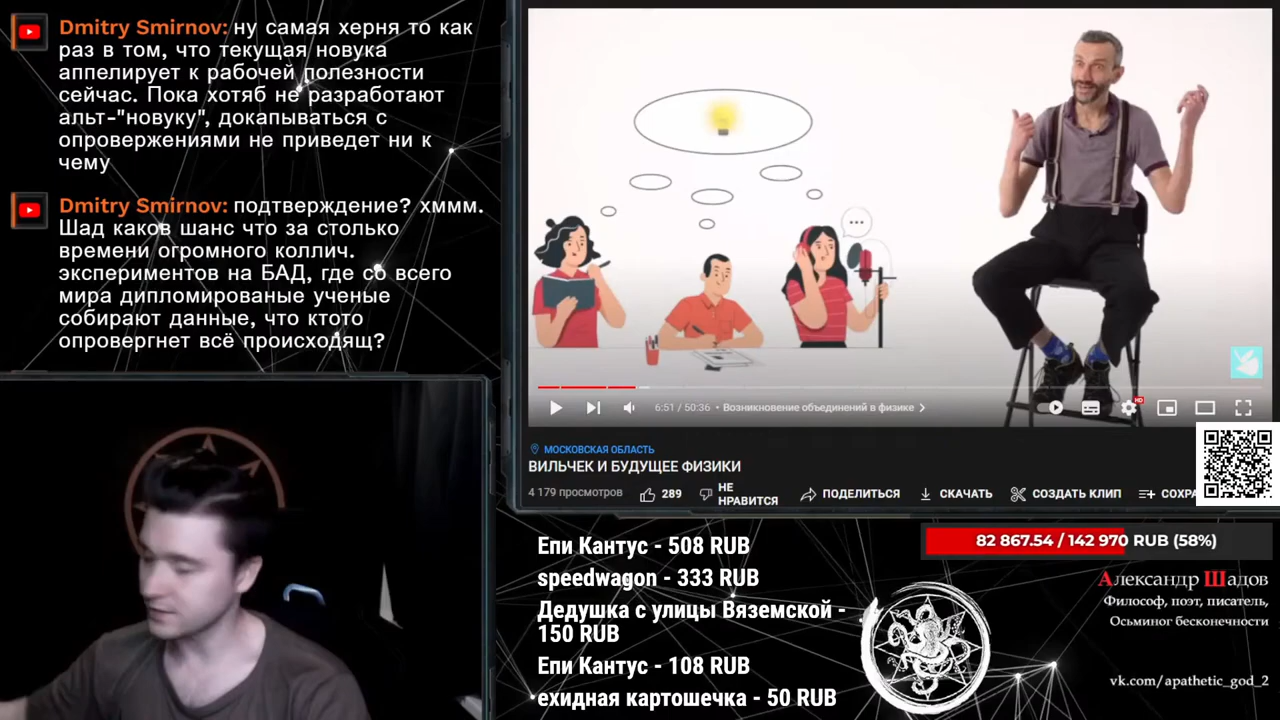 Dmitry Smirnov: ну самая херня то как
раз в том, что текущая новука
аппелирует к рабочей полезности
сейчас. Пока хотяб не разработают
альт-"новуку", докапываться с
опровержениями не приведет ни к
чему
Dmitry Smirnov: подтверждение? хммм.
Шад каков шанс что за столько
времени огромного коллич.
экспериментов на БАД, где со всего
мира дипломированые ученые
собирают данные, что ктото
опровергнет всё происходящ?
6:51 / 50:36 • Возникновение объединений в физике
HD
МОСКОВСКАЯ ОБЛАСТЬ
ВИЛЬЧЕК И БУДУЩЕЕ ФИЗИКИ
4 179 просмотров
289
НЕ
НРАВИТСЯ
ПОДЕЛИТЬСЯ
СКАЧАТЬ
СОЗДАТЬ КЛИП
СОХРА
Епи Кантус - 508 RUB
speedwagon - 333 RUB
Дедушка с улицы Вяземской -
150 RUB
Епи Кантус - 108 RUB
ехидная картошечка - 50 RUB
82 867.54 / 142 970 RUB (58%)
Александр Шадов
Философ, поэт, писатель,
Осьминог бесконечности
vk.com/apathetic_god_2